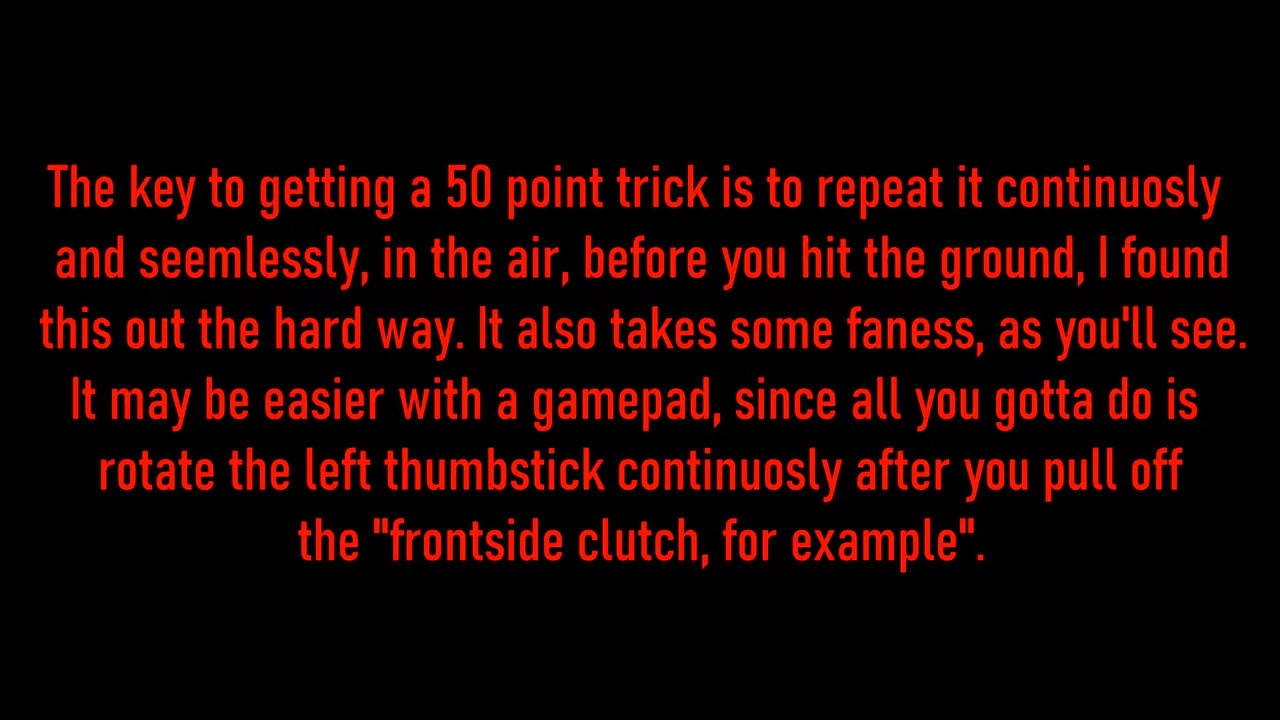 The key to getting a 50 point trick is to repeat it continuosly
and seemlessly, in the air, before you hit the ground, I found
this out the hard way. It also takes some faness, as you'll see.
It may be easier with a gamepad, since all you gotta do is
rotate the left thumbstick continuosly after you pull off
the "frontside clutch, for example".